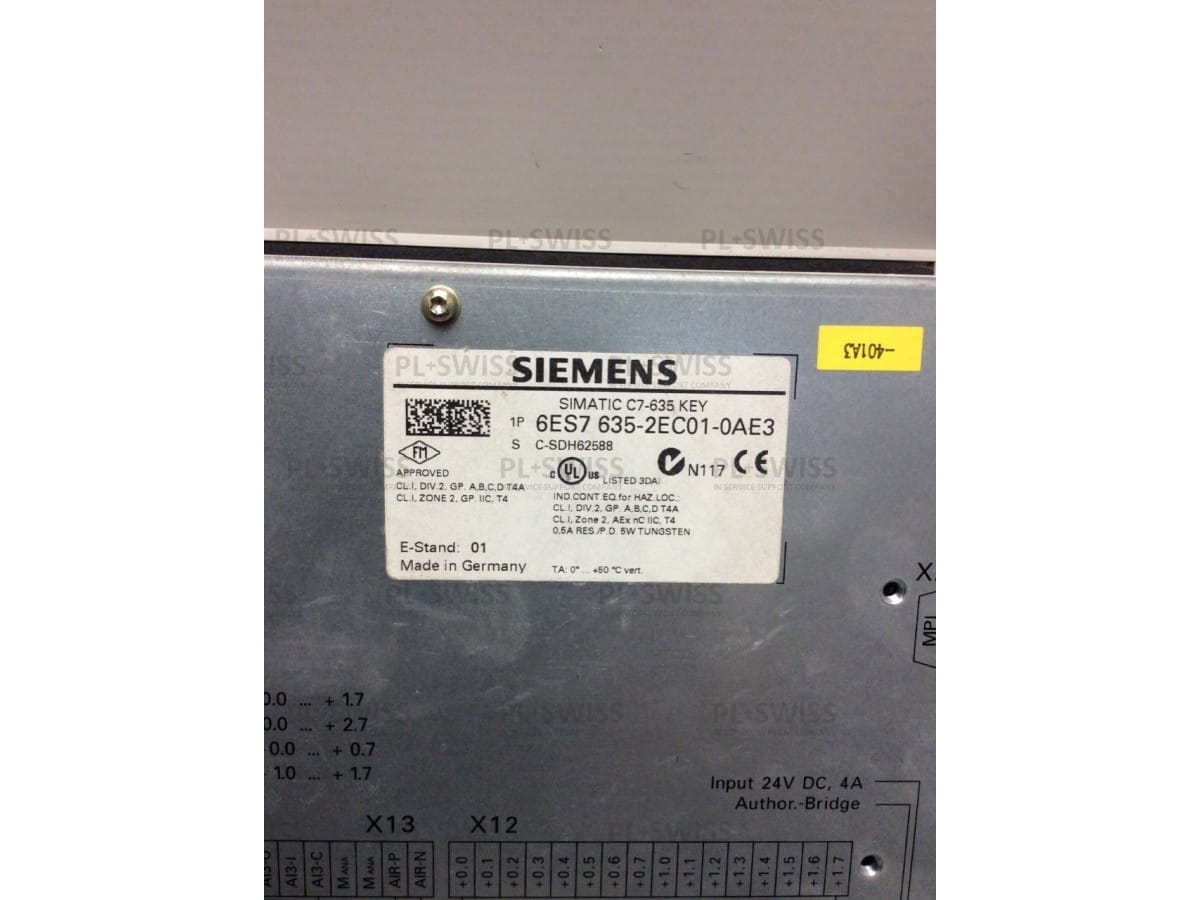 PL+SWISS PL+SWISS PL+SWISS
-401A3
SIEMENS
SIMATIC C7-635 KEY
1P 6ES7 635-2EC01-0AE3
S C-SDH62588
FM
APPROVED
CL.I, DIV.2, GP. A,B,C,D T4A
CL.I, ZONE 2, GP. IIC, T4
C UL US LISTED 3DA
N117 CE
IND.CONT.EQ.for HAZ.LOC.:
CL.I, DIV.2, GP. A,B,C,D T4A
CL.I, Zone 2, AEx nC IIC, T4
0,5A RES./P.D. 5W TUNGSTEN
E-Stand: 01
Made in Germany
TA: 0° ... +50 °C vert.
MPI
0.0 ... + 1.7
0.0 ... + 2.7
0.0 ... + 0.7
1.0 ... + 1.7
Input 24V DC, 4A
Author.-Bridge
X13 X12
AI3-U AI3-I AI3-C MANA MANA AIR-P AIR-N +0.0 +0.1 +0.2 +0.3 +0.4 +0.5 +0.6 +0.7 +1.0 +1.1 +1.2 +1.3 +1.4 +1.5 +1.6 +1.7